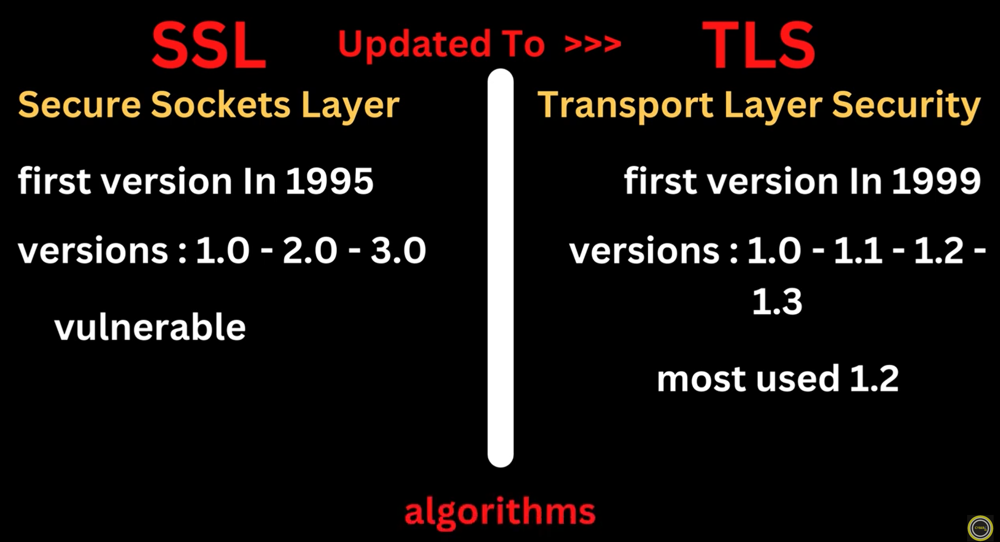 SSL
Updated To >>>
TLS
Secure Sockets Layer
Transport Layer Security
first version In 1995
first version In 1999
versions : 1.0 - 2.0 - 3.0
versions : 1.0 - 1.1 - 1.2 -
1.3
vulnerable
most used 1.2
algorithms
CYBER